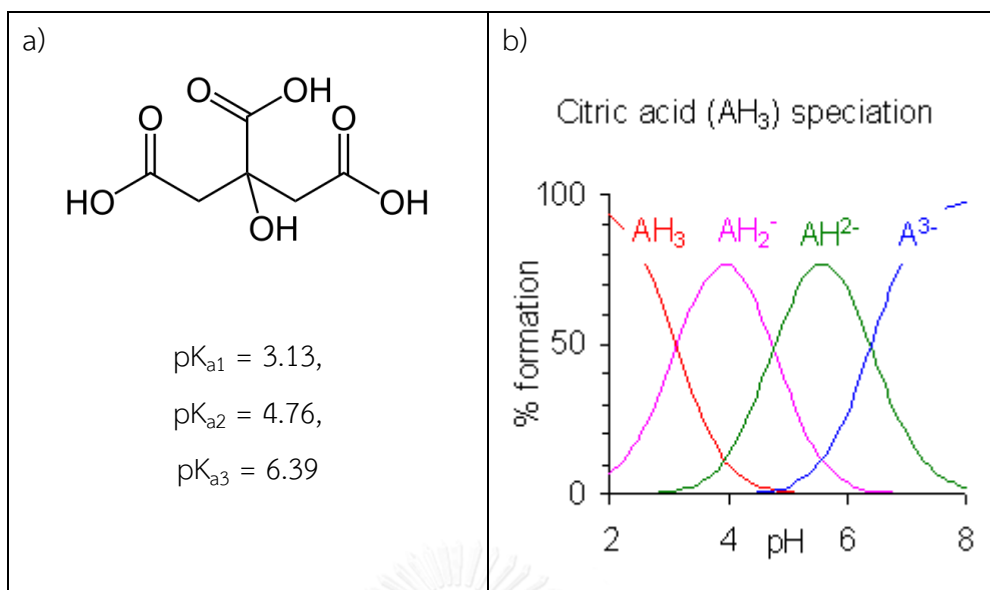 a)
O
OH
O
O
HO
OH
OH
pKa1 = 3.13,
pKa2 = 4.76,
pKa3 = 6.39
b)
Citric acid (AH3) speciation
100
AH3 AH2- AH2- A3-
% formation
50
0
2 4 pH 6 8